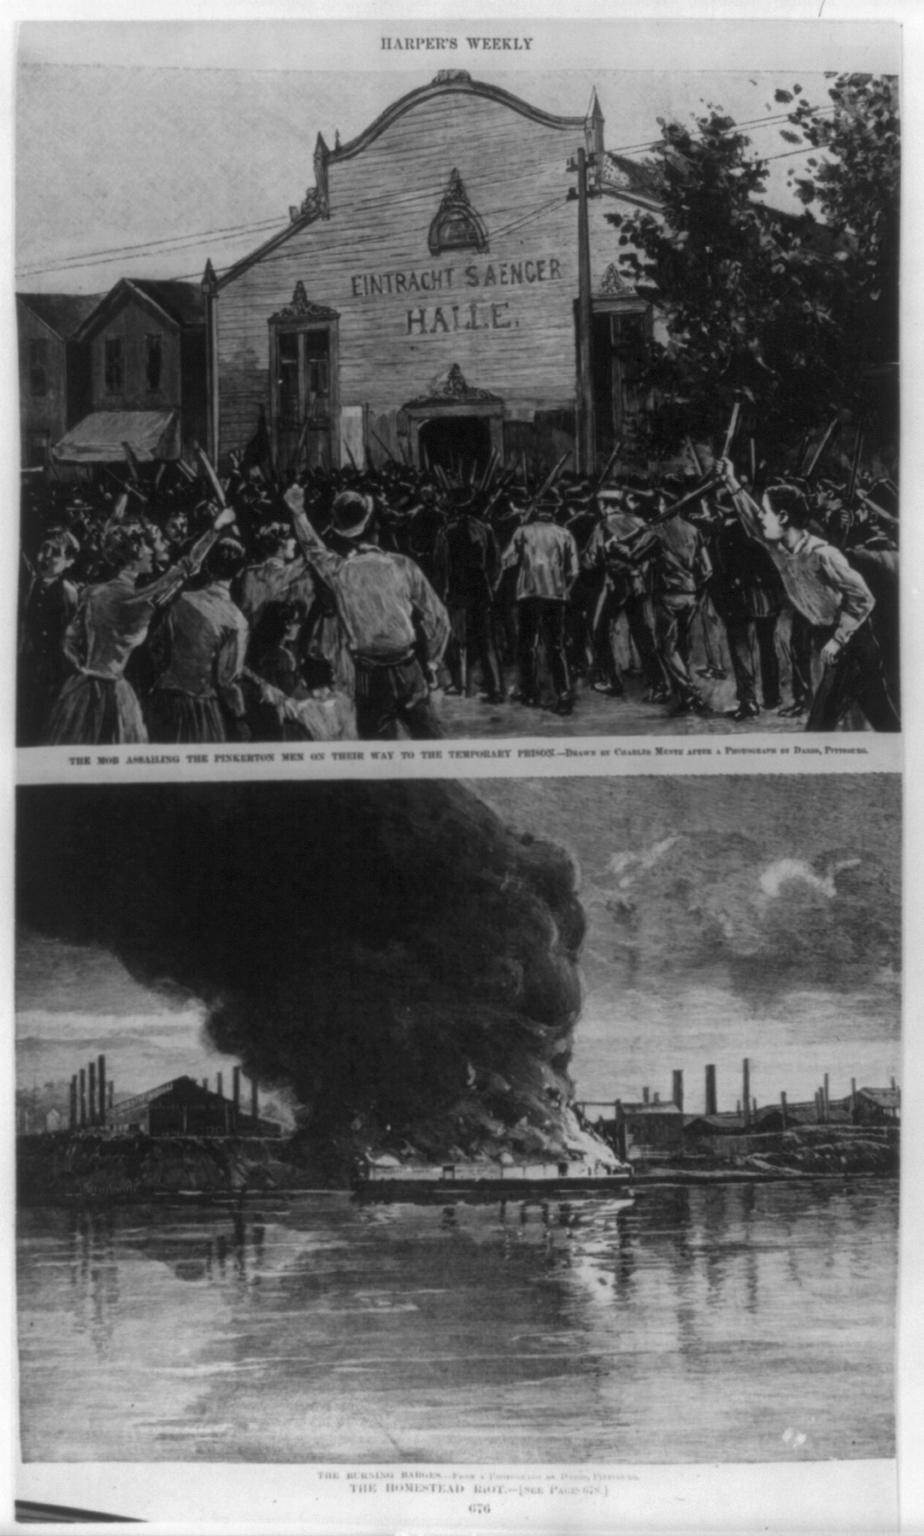 HARPER'S WEEKLY
EINTRACHT SAENGER
HALLE.
THE MOB ASSAILING THE PINKERTON MEN ON THEIR WAY TO THE TEMPORARY PRISON.—DRAWN BY CHARLES MENTE AFTER A PHOTOGRAPH BY DABBS, PITTSBURG.
THE BURNING BARGES.—FROM A PHOTOGRAPH BY DABBS, PITTSBURG.
THE HOMESTEAD RIOT.—[SEE PAGE 678.]
676